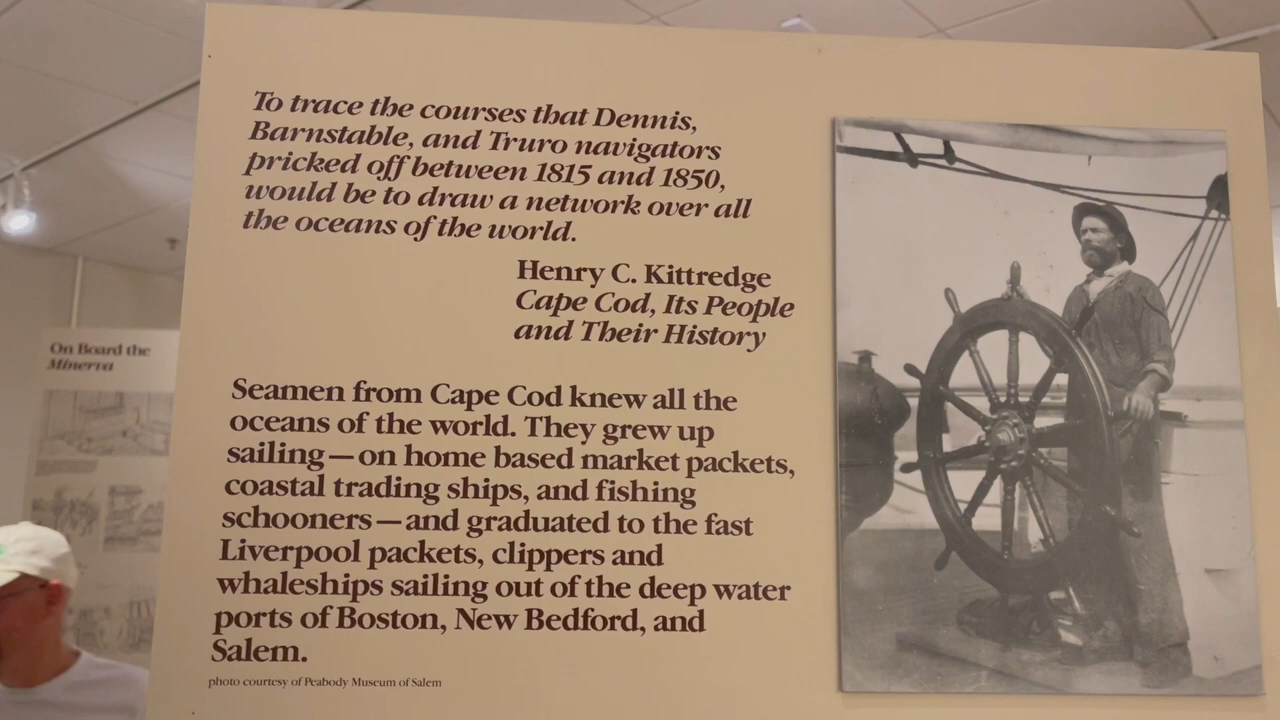 To trace the courses that Dennis,
Barnstable, and Truro navigators
pricked off between 1815 and 1850,
would be to draw a network over all
the oceans of the world.
Henry C. Kittredge
Cape Cod, Its People
and Their History
Seamen from Cape Cod knew all the
oceans of the world. They grew up
sailing—on home based market packets,
coastal trading ships, and fishing
schooners—and graduated to the fast
Liverpool packets, clippers and
whaleships sailing out of the deep water
ports of Boston, New Bedford, and
Salem.
photo courtesy of Peabody Museum of Salem
On Board the
Minerva